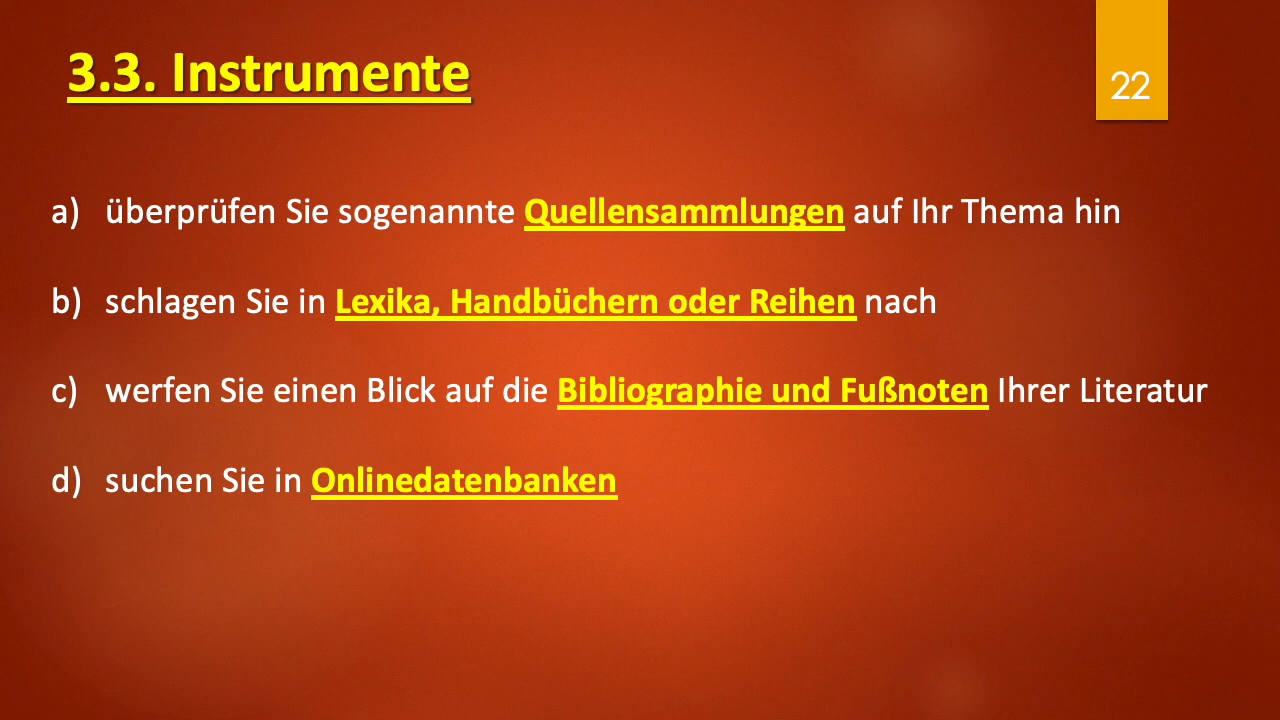 3.3. Instrumente
22
a) überprüfen Sie sogenannte Quellensammlungen auf Ihr Thema hin
b) schlagen Sie in Lexika, Handbüchern oder Reihen nach
c) werfen Sie einen Blick auf die Bibliographie und Fußnoten Ihrer Literatur
d) suchen Sie in Onlinedatenbanken